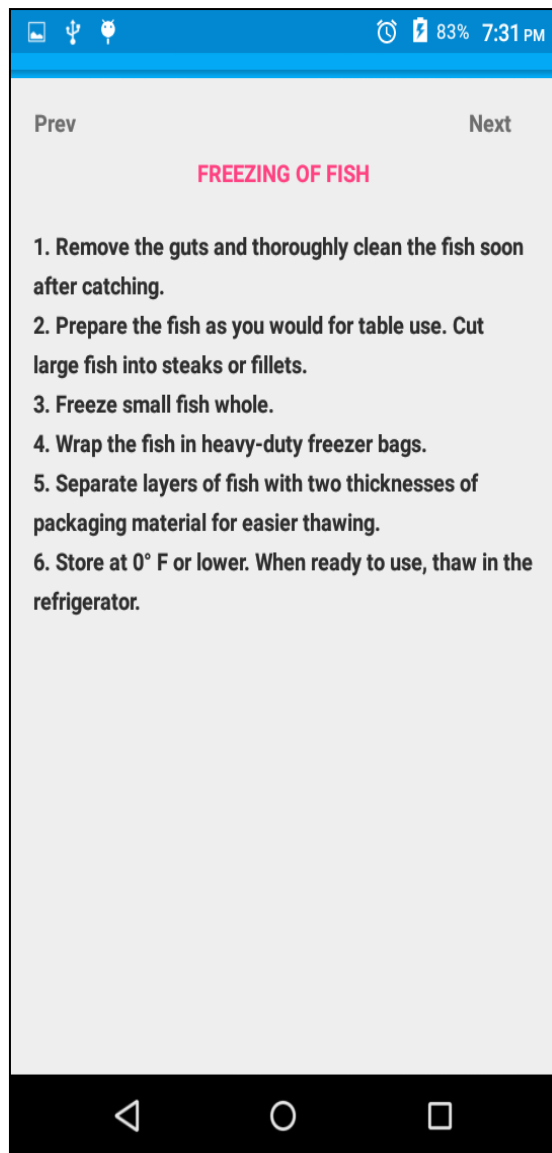 83% 7:31 PM
Prev Next
FREEZING OF FISH
1. Remove the guts and thoroughly clean the fish soon
after catching.
2. Prepare the fish as you would for table use. Cut
large fish into steaks or fillets.
3. Freeze small fish whole.
4. Wrap the fish in heavy-duty freezer bags.
5. Separate layers of fish with two thicknesses of
packaging material for easier thawing.
6. Store at 0° F or lower. When ready to use, thaw in the
refrigerator.